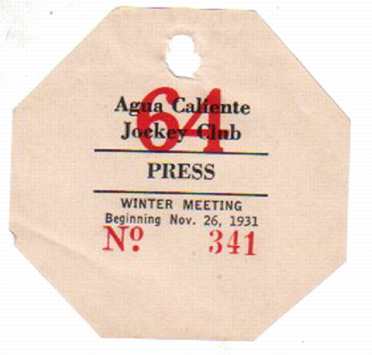 64
Agua Caliente
Jockey Club
PRESS
WINTER MEETING
Beginning Nov. 26, 1931
Nº 341